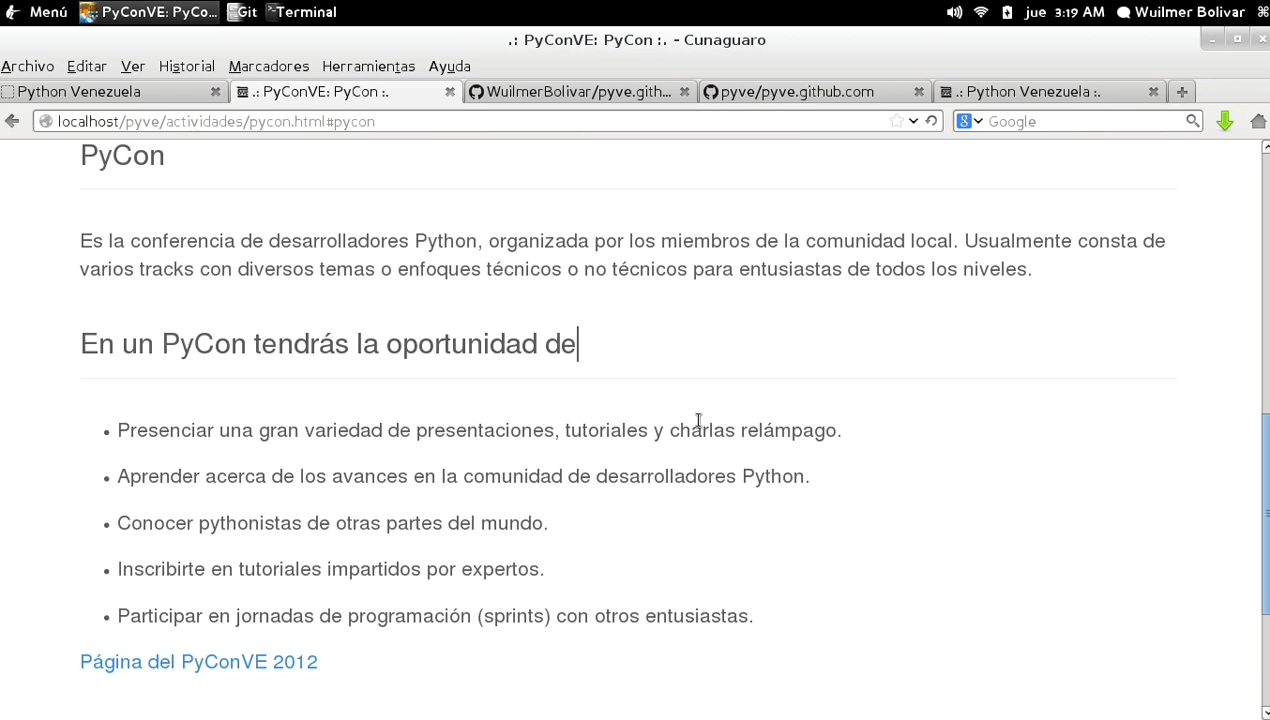 Menú
.: PyConVE: PyCo...
Git
Terminal
jue 3:19 AM
Wuilmer Bolivar
.: PyConVE: PyCon :. - Cunaguaro
Archivo Editar Ver Historial Marcadores Herramientas Ayuda
Python Venezuela
.: PyConVE: PyCon :.
WuilmerBolivar/pyve.gith...
pyve/pyve.github.com
.: Python Venezuela :.
localhost/pyve/actividades/pycon.html#pycon
Google
PyCon
Es la conferencia de desarrolladores Python, organizada por los miembros de la comunidad local. Usualmente consta de
varios tracks con diversos temas o enfoques técnicos o no técnicos para entusiastas de todos los niveles.
En un PyCon tendrás la oportunidad de
• Presenciar una gran variedad de presentaciones, tutoriales y charlas relámpago.
• Aprender acerca de los avances en la comunidad de desarrolladores Python.
• Conocer pythonistas de otras partes del mundo.
• Inscribirte en tutoriales impartidos por expertos.
• Participar en jornadas de programación (sprints) con otros entusiastas.
Página del PyConVE 2012